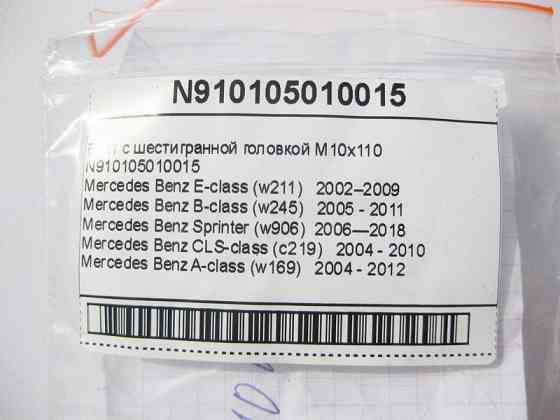 N910105010015
с шестигранной головкой M10x110
N910105010015
Mercedes Benz E-class (w211) 2002–2009
Mercedes Benz B-class (w245) 2005 - 2011
Mercedes Benz Sprinter (w906) 2006—2018
Mercedes Benz CLS-class (c219) 2004 - 2010
Mercedes Benz A-class (w169) 2004 - 2012